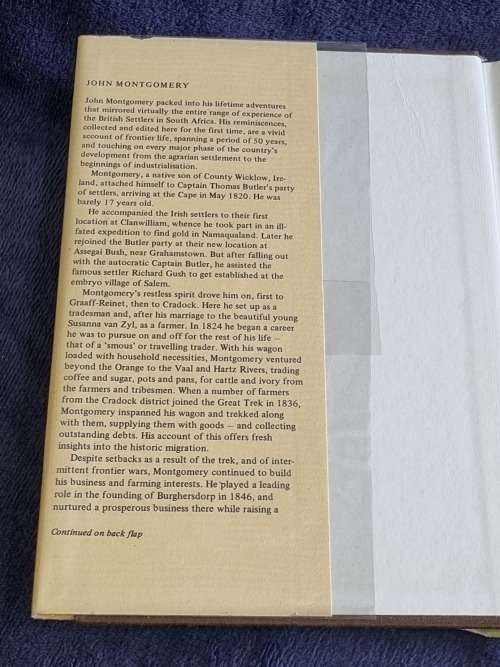 JOHN MONTGOMERY
John Montgomery packed into his lifetime adventures
that mirrored virtually the entire range of experience of
the British Settlers in South Africa. His reminiscences,
collected and edited here for the first time, are a vivid
account of frontier life, spanning a period of 50 years,
and touching on every major phase of the country's
development from the agrarian settlement to the
beginnings of industrialisation.
Montgomery, a native son of County Wicklow, Ire-
land, attached himself to Captain Thomas Butler's party
of settlers, arriving at the Cape in May 1820. He was
barely 17 years old.
He accompanied the Irish settlers to their first
location at Clanwilliam, whence he took part in an ill-
fated expedition to find gold in Namaqualand. Later he
rejoined the Butler party at their new location at
Assegai Bush, near Grahamstown. But after falling out
with the autocratic Captain Butler, he assisted the
famous settler Richard Gush to get established at the
embryo village of Salem.
Montgomery's restless spirit drove him on, first to
Graaff-Reinet, then to Cradock. Here he set up as a
tradesman and, after his marriage to the beautiful young
Susanna van Zyl, as a farmer. In 1824 he began a career
he was to pursue on and off for the rest of his life —
that of a 'smous' or travelling trader. With his wagon
loaded with household necessities, Montgomery ventured
beyond the Orange to the Vaal and Hartz Rivers, trading
coffee and sugar, pots and pans, for cattle and ivory from
the farmers and tribesmen. When a number of farmers
from the Cradock district joined the Great Trek in 1836,
Montgomery inspanned his wagon and trekked along
with them, supplying them with goods — and collecting
outstanding debts. His account of this offers fresh
insights into the historic migration.
Despite setbacks as a result of the trek, and of inter-
mittent frontier wars, Montgomery continued to build
his business and farming interests. He played a leading
role in the founding of Burghersdorp in 1846, and
nurtured a prosperous business there while raising a
Continued on back flap